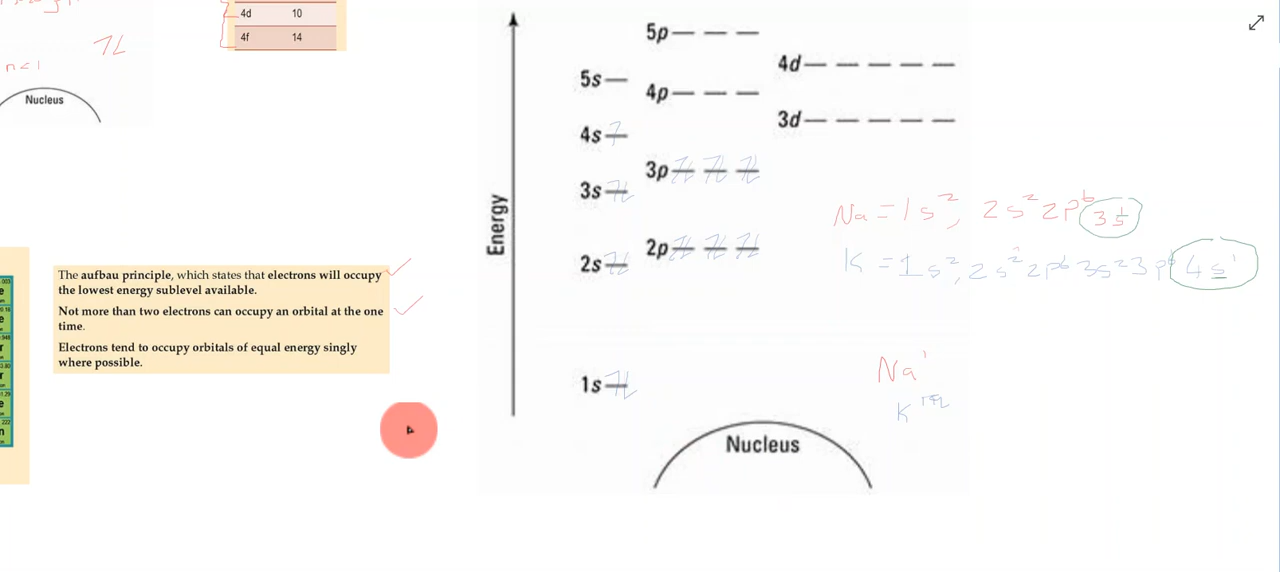 4d 10
4f 14
n<1
Nucleus
The aufbau principle, which states that electrons will occupy
the lowest energy sublevel available.
Not more than two electrons can occupy an orbital at the one
time.
Electrons tend to occupy orbitals of equal energy singly
where possible.
Energy
5p
4d
5s
4p
3d
4s
3p
3s
2p
2s
1s
Nucleus
Na = 1s², 2s² 2p⁶ 3s¹
K = 1s², 2s² 2p⁶ 3s² 3p⁶ 4s¹
Na
K